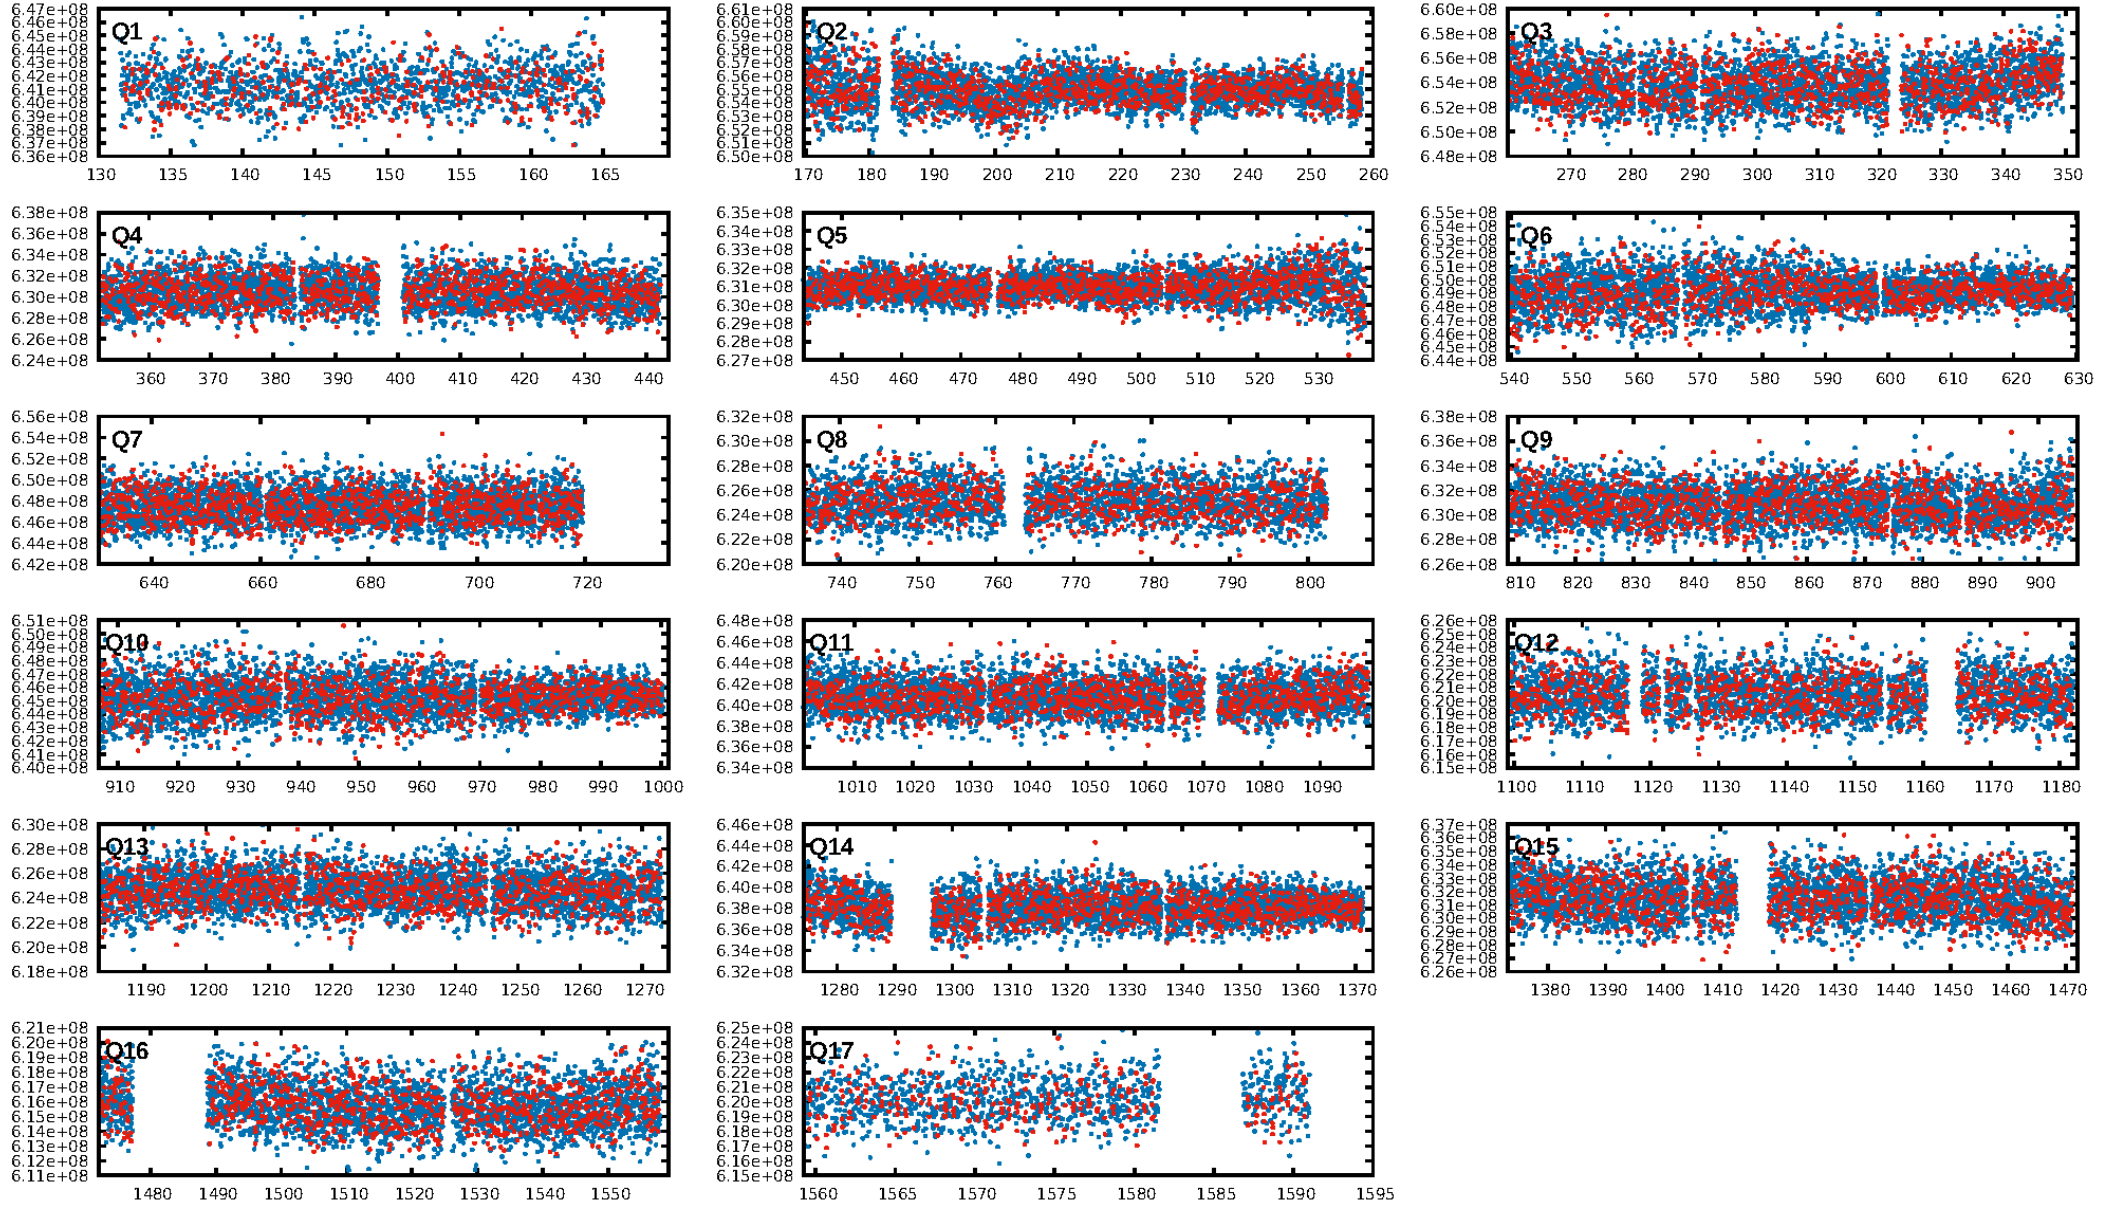 6.47e+08
6.46e+08
6.45e+08
6.44e+08
6.43e+08
6.42e+08
6.41e+08
6.40e+08
6.39e+08
6.38e+08
6.37e+08
6.36e+08
Q1
130 135 140 145 150 155 160 165
6.61e+08
6.60e+08
6.59e+08
6.58e+08
6.57e+08
6.56e+08
6.55e+08
6.54e+08
6.53e+08
6.52e+08
6.51e+08
6.50e+08
Q2
170 180 190 200 210 220 230 240 250 260
6.60e+08
6.58e+08
6.56e+08
6.54e+08
6.52e+08
6.50e+08
6.48e+08
Q3
270 280 290 300 310 320 330 340 350
6.38e+08
6.36e+08
6.34e+08
6.32e+08
6.30e+08
6.28e+08
6.26e+08
6.24e+08
Q4
360 370 380 390 400 410 420 430 440
6.35e+08
6.34e+08
6.33e+08
6.32e+08
6.31e+08
6.30e+08
6.29e+08
6.28e+08
6.27e+08
Q5
450 460 470 480 490 500 510 520 530
6.55e+08
6.54e+08
6.53e+08
6.52e+08
6.51e+08
6.50e+08
6.49e+08
6.48e+08
6.47e+08
6.46e+08
6.45e+08
6.44e+08
Q6
540 550 560 570 580 590 600 610 620 630
6.56e+08
6.54e+08
6.52e+08
6.50e+08
6.48e+08
6.46e+08
6.44e+08
6.42e+08
Q7
640 660 680 700 720
6.32e+08
6.30e+08
6.28e+08
6.26e+08
6.24e+08
6.22e+08
6.20e+08
Q8
740 750 760 770 780 790 800
6.38e+08
6.36e+08
6.34e+08
6.32e+08
6.30e+08
6.28e+08
6.26e+08
Q9
810 820 830 840 850 860 870 880 890 900
6.51e+08
6.50e+08
6.49e+08
6.48e+08
6.47e+08
6.46e+08
6.45e+08
6.44e+08
6.43e+08
6.42e+08
6.41e+08
6.40e+08
Q10
910 920 930 940 950 960 970 980 990 1000
6.48e+08
6.46e+08
6.44e+08
6.42e+08
6.40e+08
6.38e+08
6.36e+08
6.34e+08
Q11
1010 1020 1030 1040 1050 1060 1070 1080 1090
6.26e+08
6.25e+08
6.24e+08
6.23e+08
6.22e+08
6.21e+08
6.20e+08
6.19e+08
6.18e+08
6.17e+08
6.16e+08
6.15e+08
Q12
1100 1110 1120 1130 1140 1150 1160 1170 1180
6.30e+08
6.28e+08
6.26e+08
6.24e+08
6.22e+08
6.20e+08
6.18e+08
Q13
1190 1200 1210 1220 1230 1240 1250 1260 1270
6.46e+08
6.44e+08
6.42e+08
6.40e+08
6.38e+08
6.36e+08
6.34e+08
6.32e+08
Q14
1280 1290 1300 1310 1320 1330 1340 1350 1360 1370
6.37e+08
6.36e+08
6.35e+08
6.34e+08
6.33e+08
6.32e+08
6.31e+08
6.30e+08
6.29e+08
6.28e+08
6.27e+08
6.26e+08
Q15
1380 1390 1400 1410 1420 1430 1440 1450 1460 1470
6.21e+08
6.20e+08
6.19e+08
6.18e+08
6.17e+08
6.16e+08
6.15e+08
6.14e+08
6.13e+08
6.12e+08
6.11e+08
Q16
1480 1490 1500 1510 1520 1530 1540 1550
6.25e+08
6.24e+08
6.23e+08
6.22e+08
6.21e+08
6.20e+08
6.19e+08
6.18e+08
6.17e+08
6.16e+08
6.15e+08
Q17
1560 1565 1570 1575 1580 1585 1590 1595